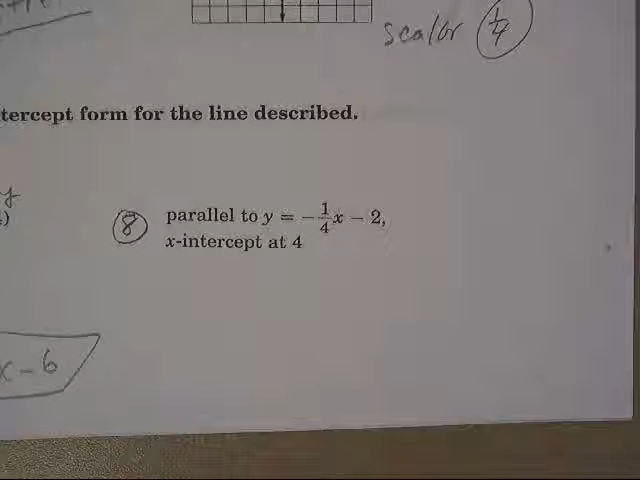 scalar 1/4
tercept form for the line described.
8 parallel to y = -1/4x - 2,
x-intercept at 4
x - 6